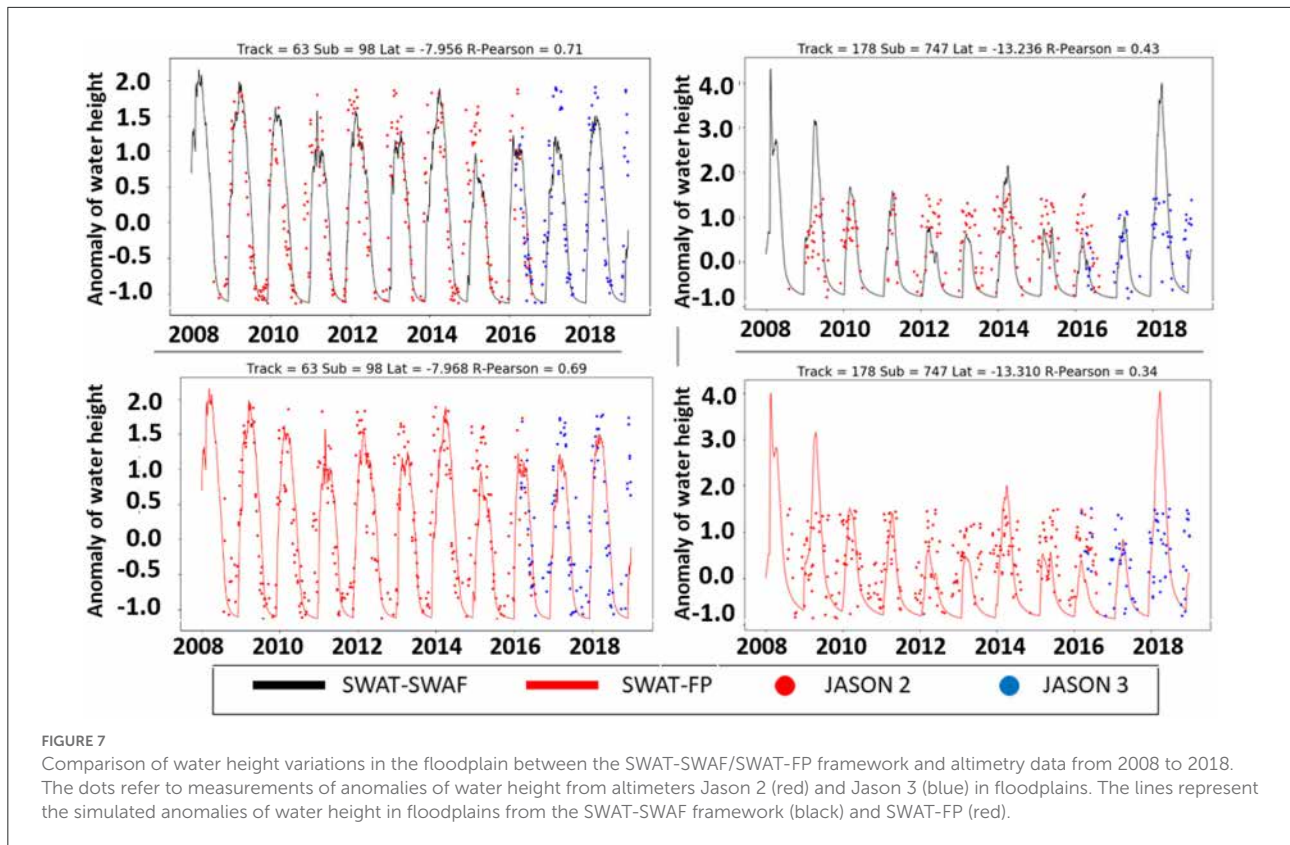 Track = 63 Sub = 98 Lat = -7.956 R-Pearson = 0.71
Anomaly of water height
2.0
1.5
1.0
0.5
0.0
-0.5
-1.0
2008 2010 2012 2014 2016 2018
Track = 178 Sub = 747 Lat = -13.236 R-Pearson = 0.43
Anomaly of water height
4.0
3.0
2.0
1.0
0.0
-1.0
2008 2010 2012 2014 2016 2018
Track = 63 Sub = 98 Lat = -7.968 R-Pearson = 0.69
Anomaly of water height
2.0
1.5
1.0
0.5
0.0
-0.5
-1.0
2008 2010 2012 2014 2016 2018
Track = 178 Sub = 747 Lat = -13.310 R-Pearson = 0.34
Anomaly of water height
4.0
3.0
2.0
1.0
0.0
-1.0
2008 2010 2012 2014 2016 2018
SWAT-SWAF SWAT-FP JASON 2 JASON 3
FIGURE 7
Comparison of water height variations in the floodplain between the SWAT-SWAF/SWAT-FP framework and altimetry data from 2008 to 2018.
The dots refer to measurements of anomalies of water height from altimeters Jason 2 (red) and Jason 3 (blue) in floodplains. The lines represent
the simulated anomalies of water height in floodplains from the SWAT-SWAF framework (black) and SWAT-FP (red).